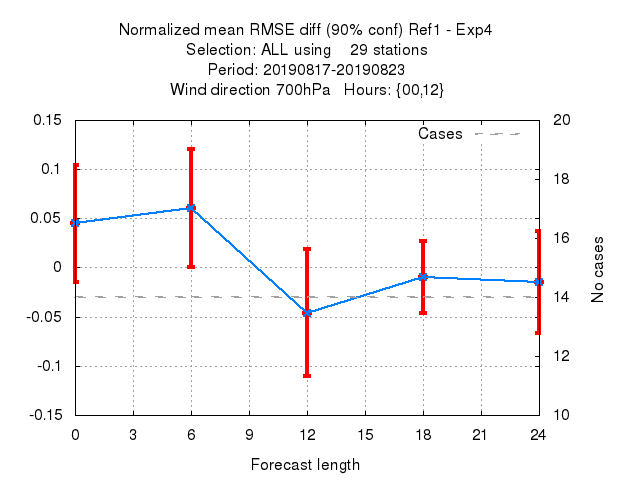 Normalized mean RMSE diff (90% conf) Ref1 - Exp4
Selection: ALL using    29 stations
Period: 20190817-20190823
Wind direction 700hPa   Hours: {00,12}
Cases
0.15
0.1
0.05
0
-0.05
-0.1
-0.15
20
18
16
14
12
10
No cases
0 3 6 9 12 15 18 21 24
Forecast length